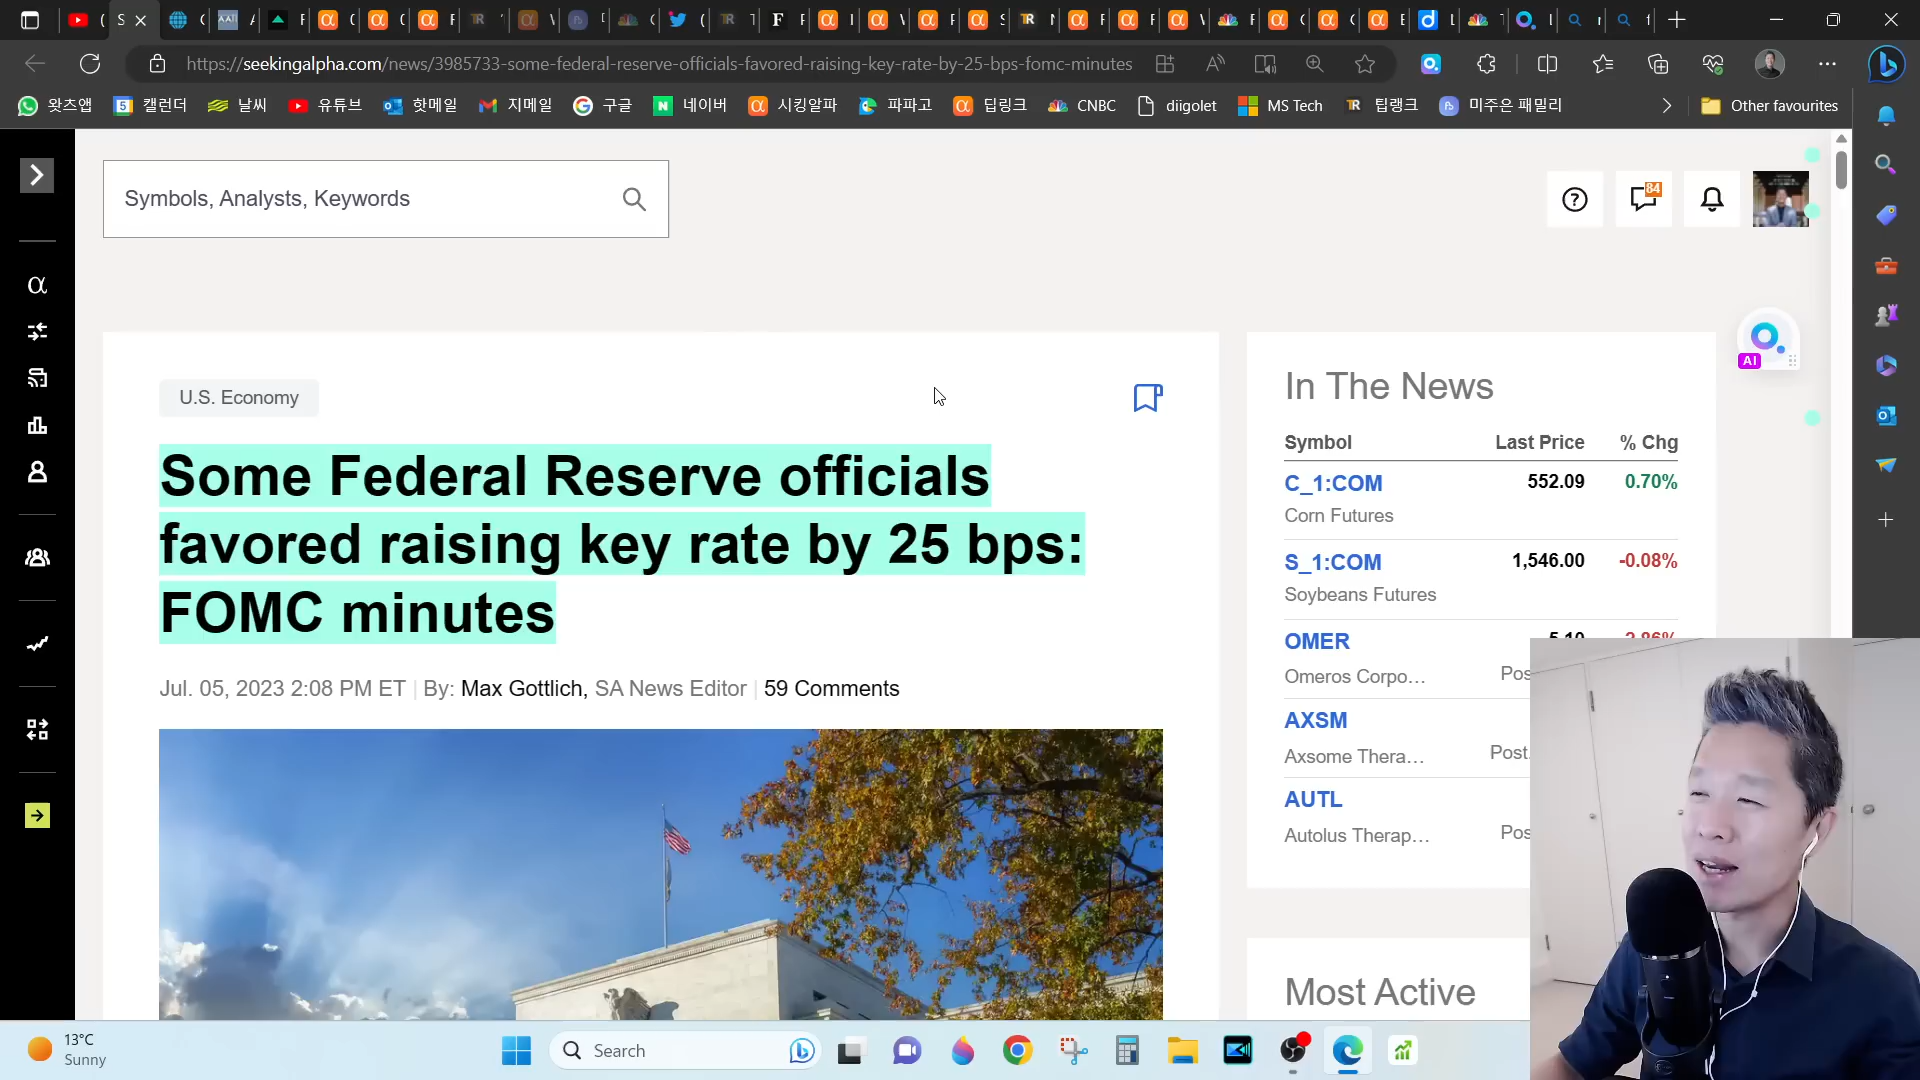 https://seekingalpha.com/news/3985733-some-federal-reserve-officials-favored-raising-key-rate-by-25-bps-fomc-minutes
왓츠앱
캘린더
날씨
유튜브
핫메일
지메일
구글
네이버
시킹알파
파파고
딥링크
CNBC
diigolet
MS Tech
팁랭크
미주은 패밀리
Other favourites
Symbols, Analysts, Keywords
84
U.S. Economy
Some Federal Reserve officials
favored raising key rate by 25 bps:
FOMC minutes
Jul. 05, 2023 2:08 PM ET | By: Max Gottlich, SA News Editor | 59 Comments
In The News
Symbol Last Price % Chg
C_1:COM 552.09 0.70%
Corn Futures
S_1:COM 1,546.00 -0.08%
Soybeans Futures
OMER
Omeros Corpo…
AXSM
Axsome Thera…
AUTL
Autolus Therap…
Most Active
AI
13°C
Sunny
Search